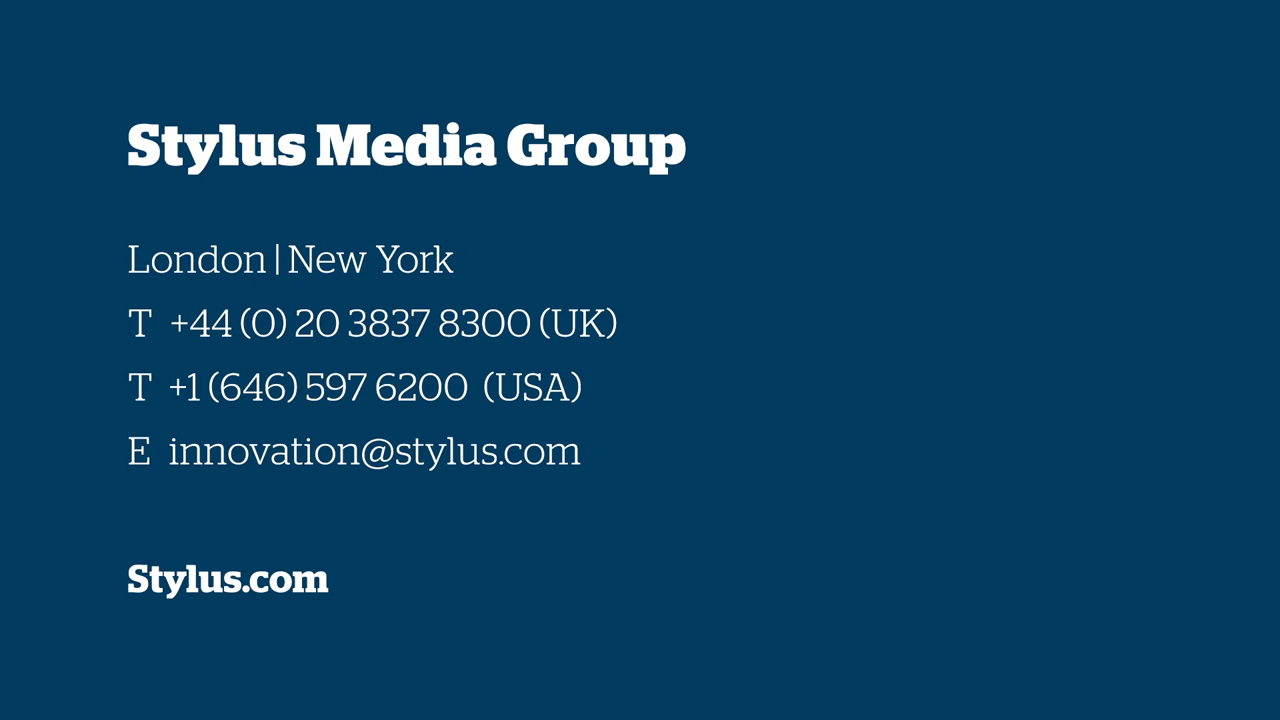 Stylus Media Group
London | New York
T +44 (0) 20 3837 8300 (UK)
T +1 (646) 597 6200 (USA)
E innovation@stylus.com
Stylus.com